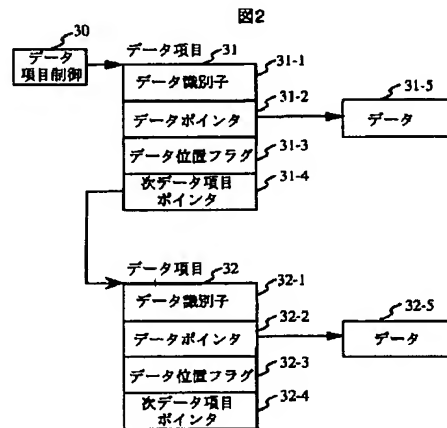 図2
30
データ
項目制御
データ項目 31
データ識別子
31-1
データポインタ
31-2
データ位置フラグ
31-3
次データ項目
ポインタ
31-4
31-5
データ
データ項目 32
データ識別子
32-1
データポインタ
32-2
データ位置フラグ
32-3
次データ項目
ポインタ
32-4
32-5
データ